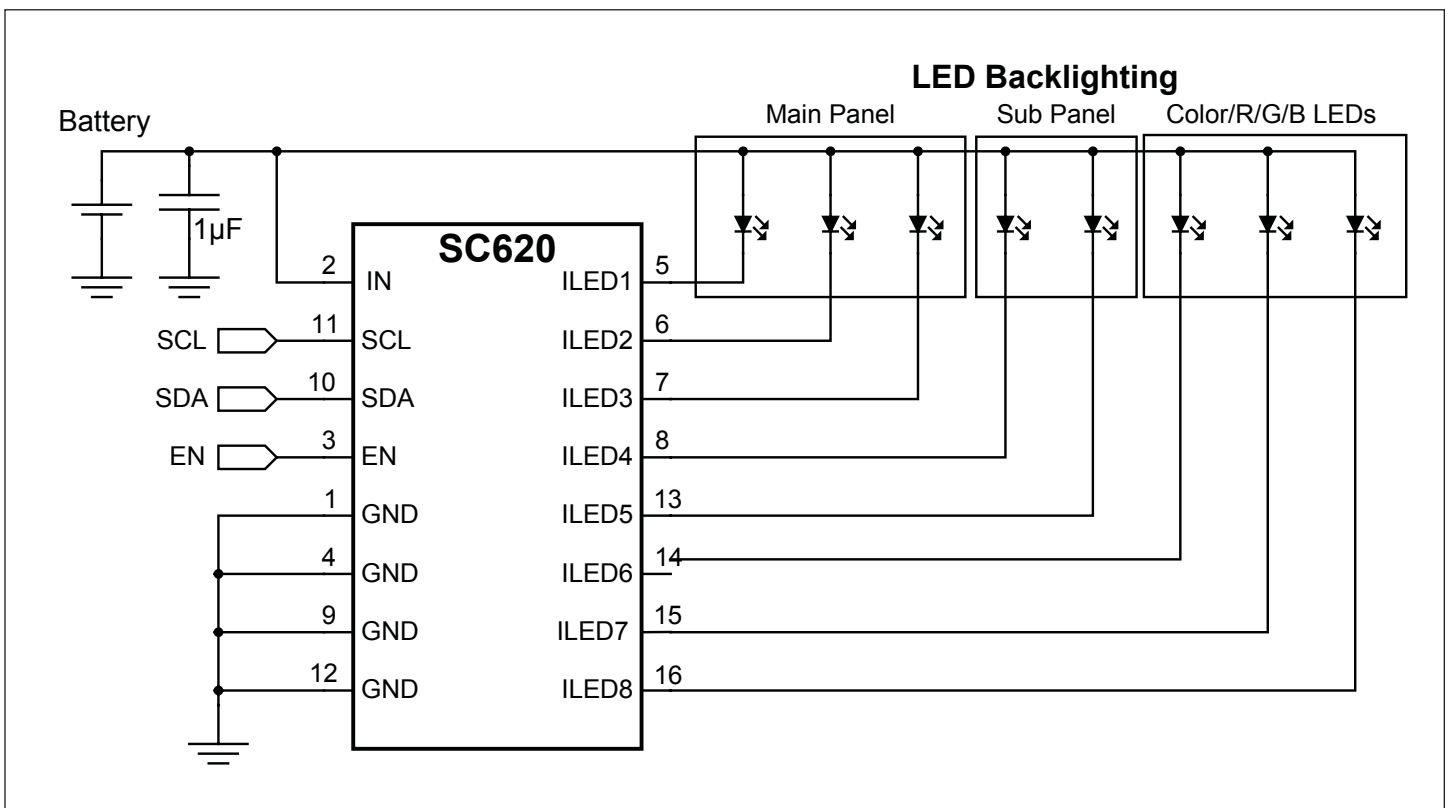 LED Backlighting
Main Panel
Sub Panel
Color/R/G/B LEDs
Battery
1µF
SC620
2
IN
ILED1
5
SCL
11
SCL
ILED2
6
SDA
10
SDA
ILED3
7
EN
3
EN
ILED4
8
1
GND
ILED5
13
4
GND
ILED6
14
9
GND
ILED7
15
12
GND
ILED8
16